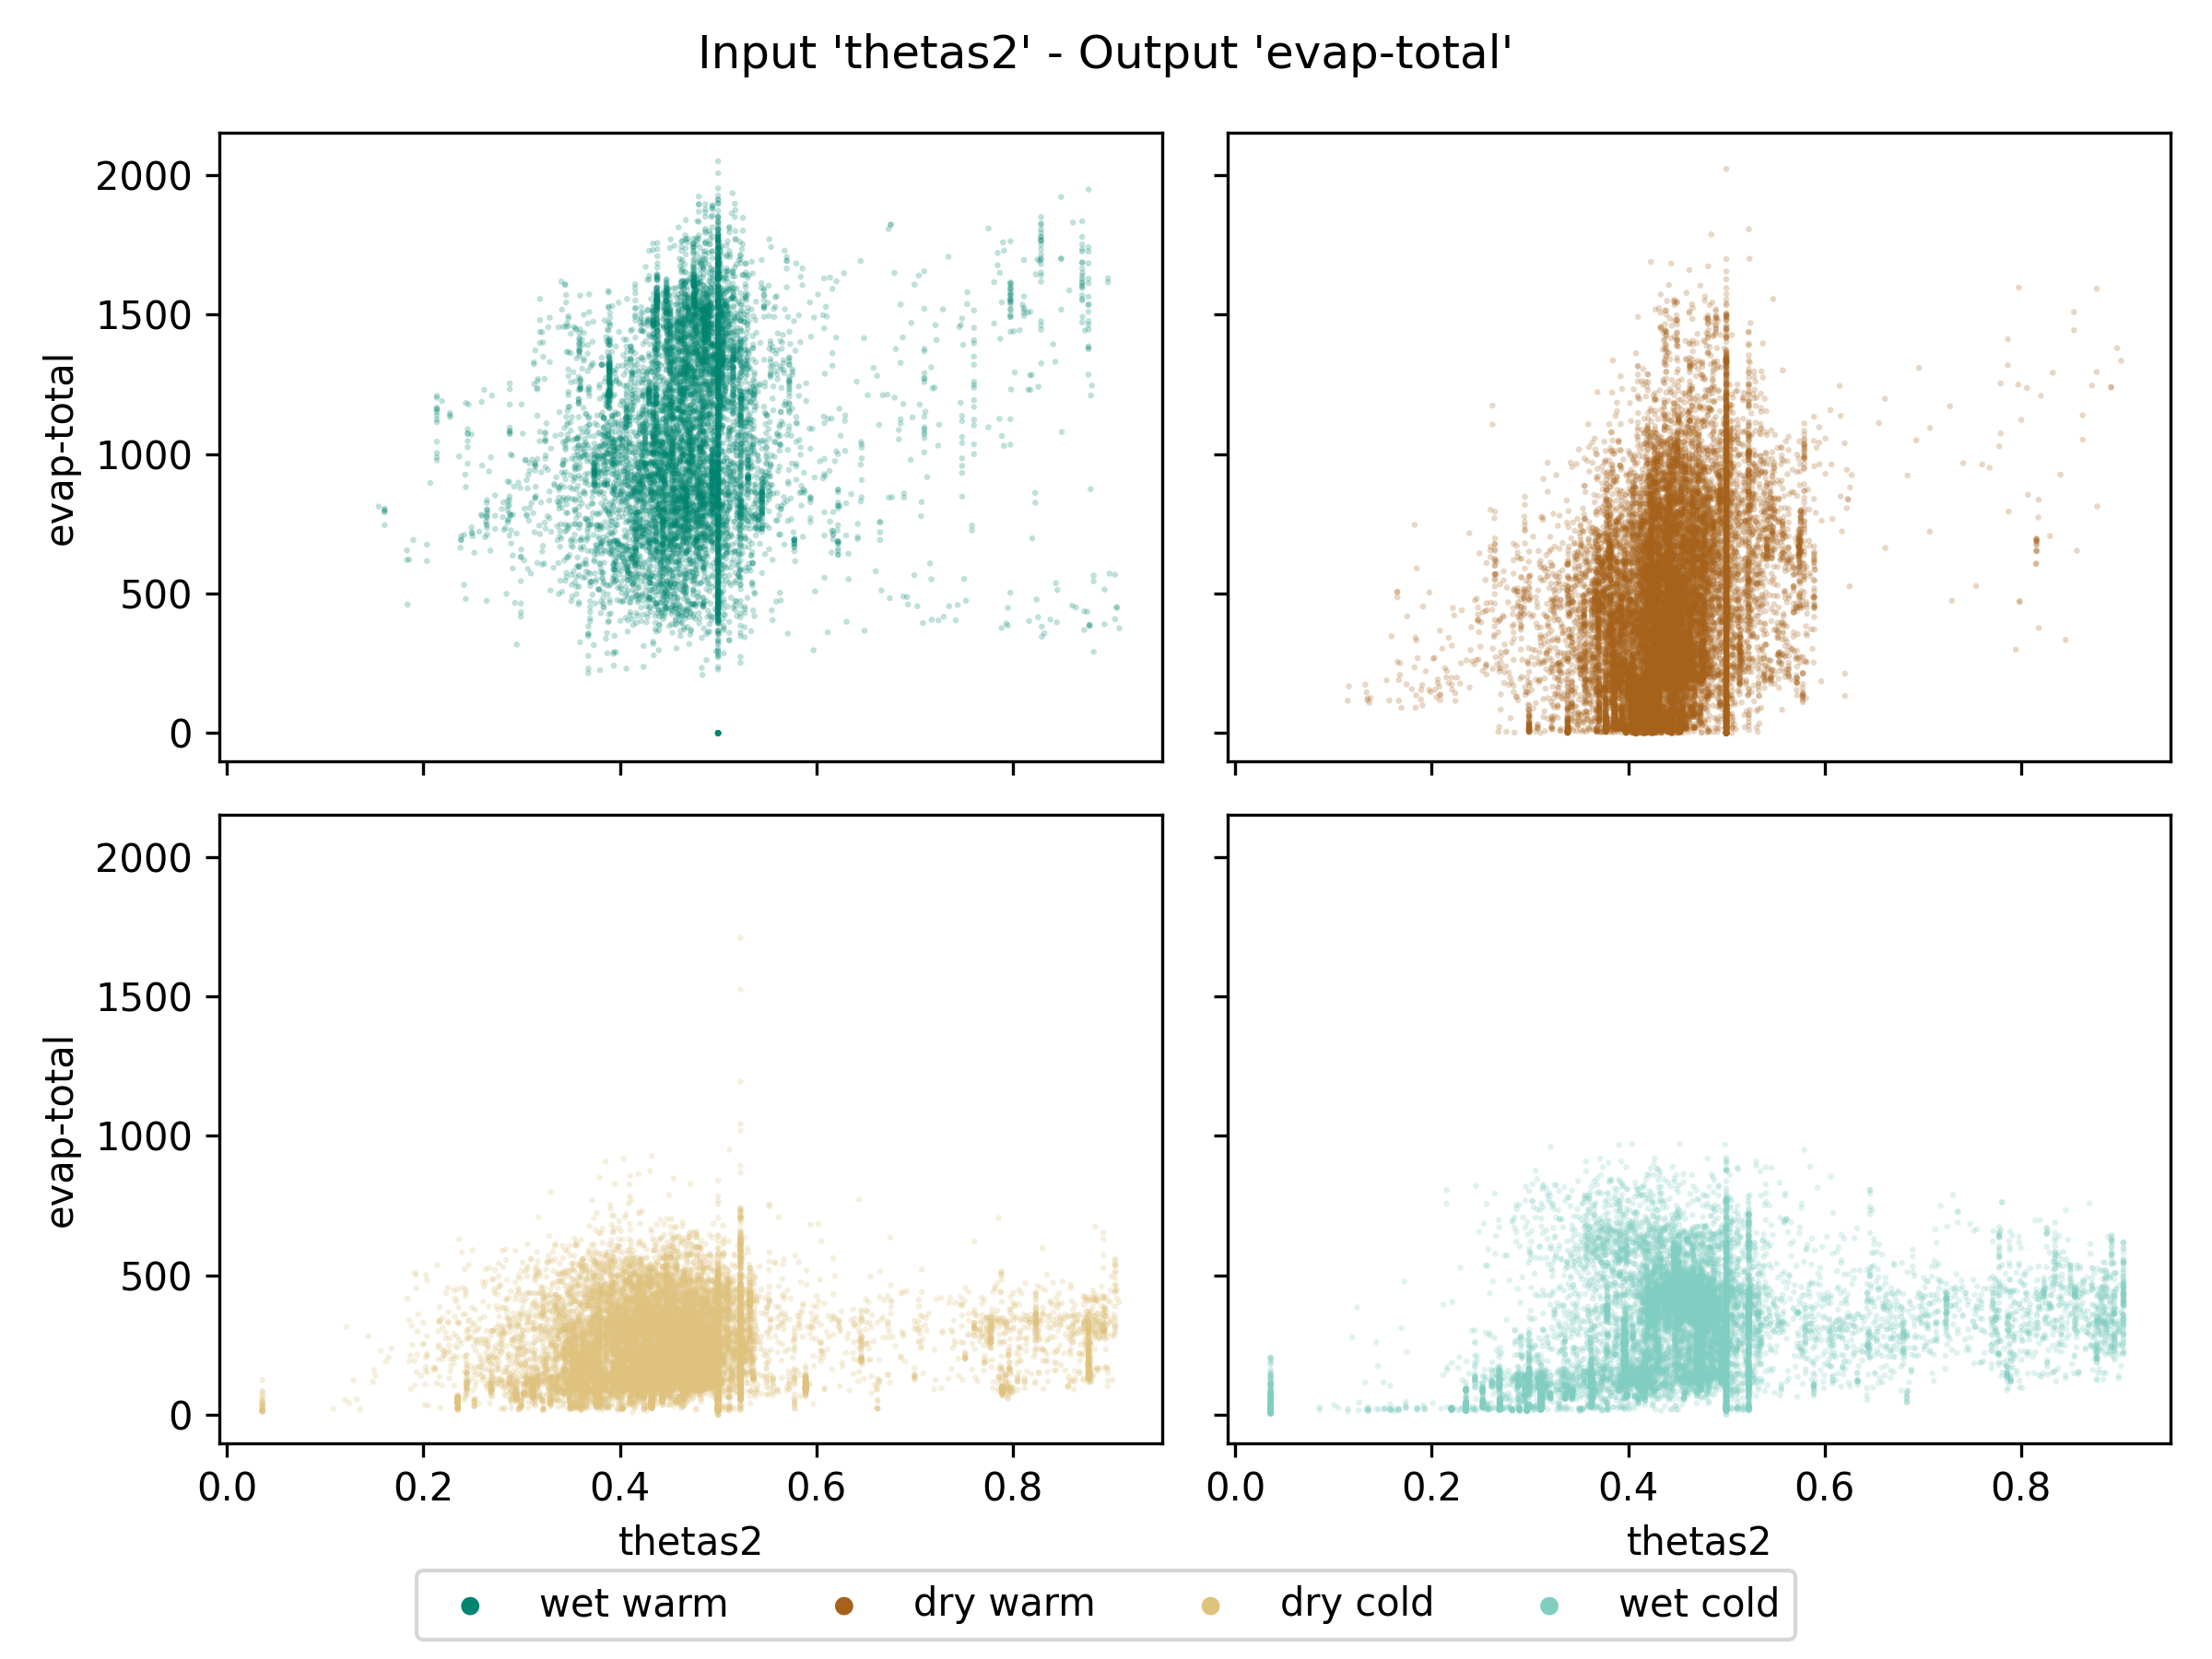 Input 'thetas2' - Output 'evap-total'
2000
1500
1000
500
0
evap-total
2000
1500
1000
500
0
evap-total
0.0 0.2 0.4 0.6 0.8
0.0 0.2 0.4 0.6 0.8
thetas2
thetas2
wet warm dry warm dry cold wet cold